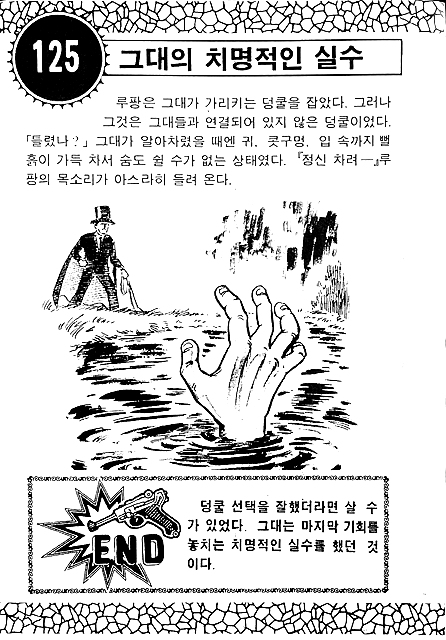 125
그대의 치명적인 실수
루팡은 그대가 가리키는 덩쿨을 잡았다. 그러나
그것은 그대들과 연결되어 있지 않은 덩쿨이었다.
「틀렸나?」 그대가 알아차렸을 때엔 귀, 콧구멍, 입 속까지 뻘
흙이 가득 차서 숨도 쉴 수가 없는 상태였다. 『정신 차려―』루
팡의 목소리가 아스라히 들려 온다.
END
덩쿨 선택을 잘했더라면 살 수
가 있었다. 그대는 마지막 기회를
놓치는 치명적인 실수를 했던 것
이다.